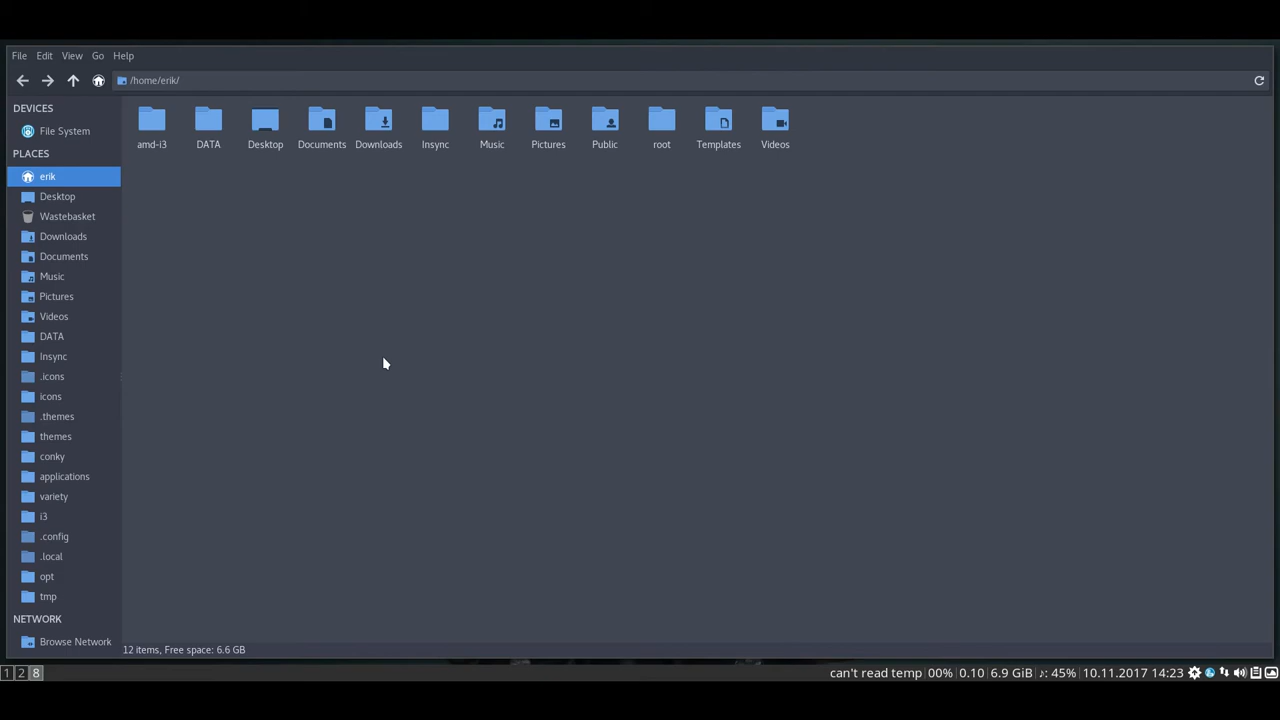 File Edit View Go Help
/home/erik/
DEVICES
File System
PLACES
erik
Desktop
Wastebasket
Downloads
Documents
Music
Pictures
Videos
DATA
Insync
.icons
icons
.themes
themes
conky
applications
variety
i3
.config
.local
opt
tmp
NETWORK
Browse Network
amd-i3 DATA Desktop Documents Downloads Insync Music Pictures Public root Templates Videos
12 items, Free space: 6.6 GB
1 2 8 can't read temp 00% 0.10 6.9 GiB ♪: 45% 10.11.2017 14:23